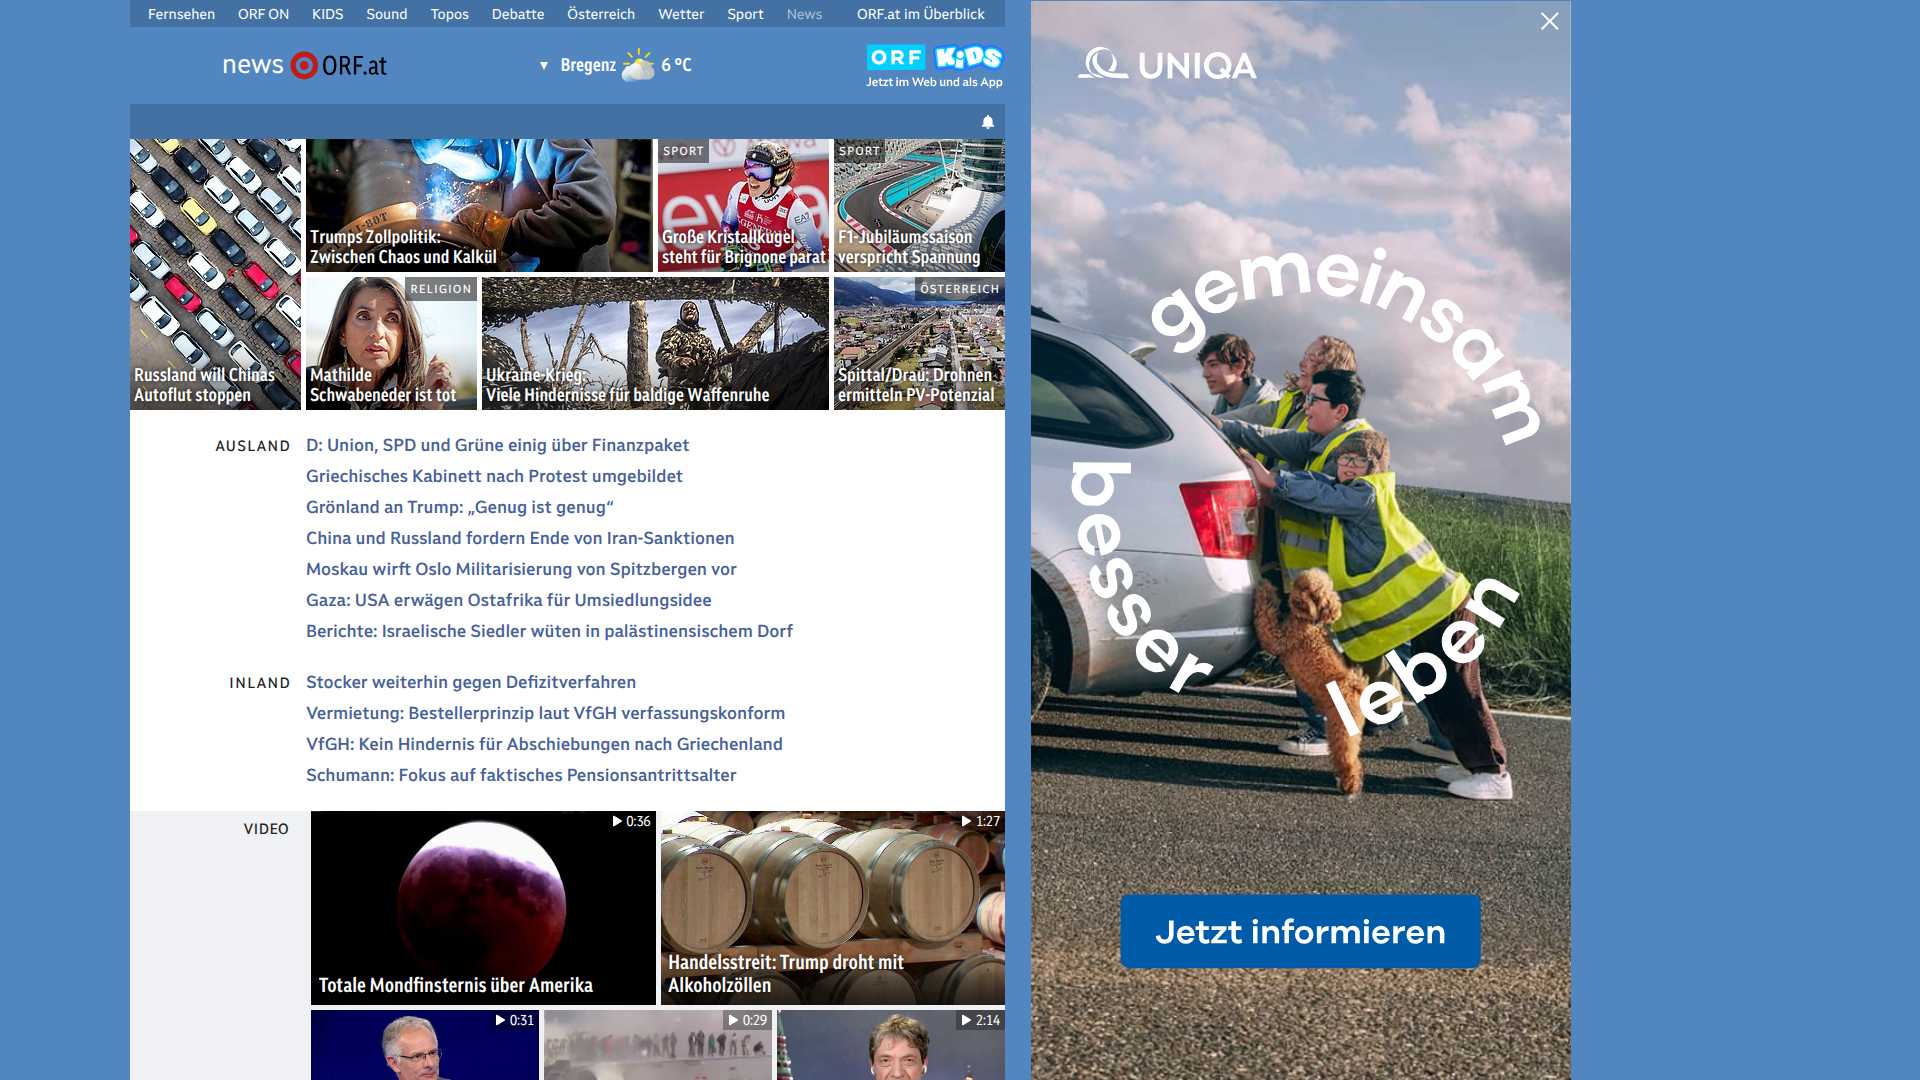 Fernsehen ORF ON KIDS Sound Topos Debatte Österreich Wetter Sport News ORF.at im Überblick
news ORF.at
Bregenz 6 °C
ORF KiDS
Jetzt im Web und als App
Russland will Chinas
Autoflut stoppen
Trumps Zollpolitik:
Zwischen Chaos und Kalkül
SPORT
Große Kristallkugel
steht für Brignone parat
SPORT
F1-Jubiläumssaison
verspricht Spannung
RELIGION
Mathilde
Schwabeneder ist tot
Ukraine-Krieg:
Viele Hindernisse für baldige Waffenruhe
ÖSTERREICH
Spittal/Drau: Drohnen
ermitteln PV-Potenzial
AUSLAND
D: Union, SPD und Grüne einig über Finanzpaket
Griechisches Kabinett nach Protest umgebildet
Grönland an Trump: „Genug ist genug“
China und Russland fordern Ende von Iran-Sanktionen
Moskau wirft Oslo Militarisierung von Spitzbergen vor
Gaza: USA erwägen Ostafrika für Umsiedlungsidee
Berichte: Israelische Siedler wüten in palästinensischem Dorf
INLAND
Stocker weiterhin gegen Defizitverfahren
Vermietung: Bestellerprinzip laut VfGH verfassungskonform
VfGH: Kein Hindernis für Abschiebungen nach Griechenland
Schumann: Fokus auf faktisches Pensionsantrittsalter
VIDEO
0:36
Totale Mondfinsternis über Amerika
1:27
Handelsstreit: Trump droht mit
Alkoholzöllen
0:31
0:29
2:14
UNIQA
gemeinsam
besser
leben
Jetzt informieren